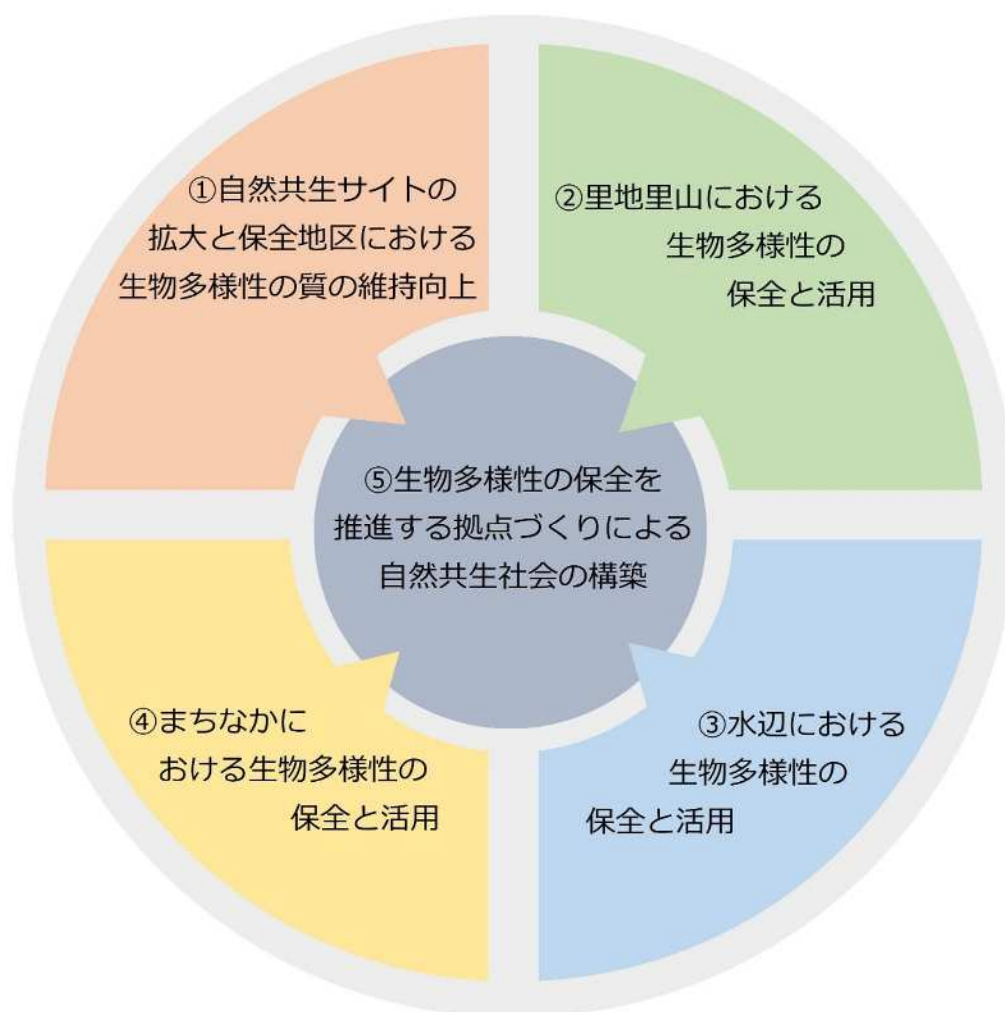 ①自然共生サイトの
拡大と保全地区における
生物多様性の質の維持向上
②里地里山における
生物多様性の
保全と活用
③水辺における
生物多様性の
保全と活用
④まちなかに
おける生物多様性の
保全と活用
⑤生物多様性の保全を
推進する拠点づくりによる
自然共生社会の構築